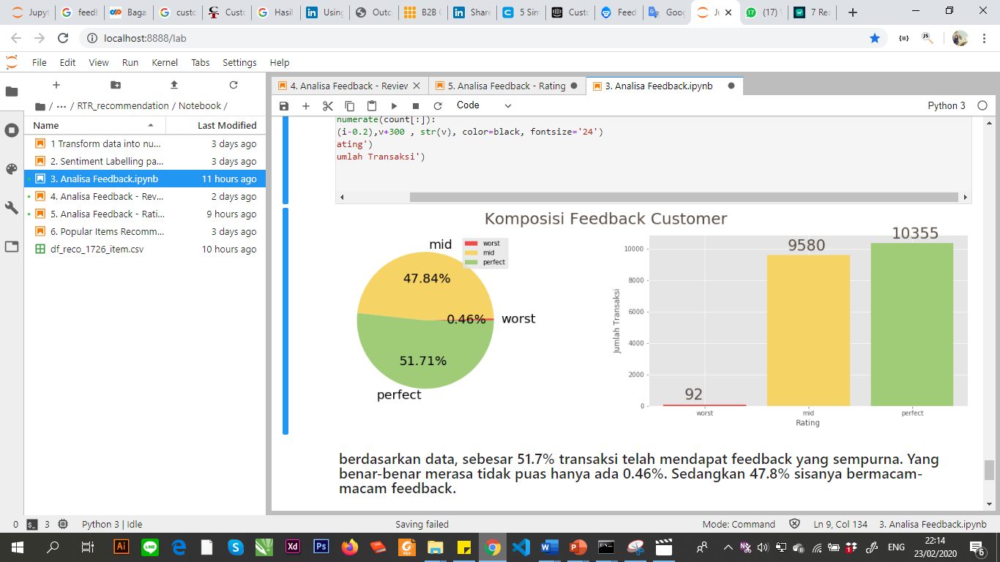 Jupyt
feedb
Baga
custo
Custo
Hasil
Using
Outco
B2B C
Share
5 Sim
Custo
Feed
Goog
Ju
(17) W
7 Rea
localhost:8888/lab
File Edit View Run Kernel Tabs Settings Help
4. Analisa Feedback - Review
5. Analisa Feedback - Rating
3. Analisa Feedback.ipynb
/ ··· / RTR_recommendation / Notebook /
Code
Python 3
Name Last Modified
1 Transform data into nu... 3 days ago
2. Sentiment Labelling pa... 3 days ago
3. Analisa Feedback.ipynb 11 hours ago
4. Analisa Feedback - Rev... 2 days ago
5. Analisa Feedback - Rati... 9 hours ago
6. Popular Items Recomm... 3 days ago
df_reco_1726_item.csv 10 hours ago
numerate(count[:]):
(i-0.2),v+300 , str(v), color=black, fontsize='24')
ating')
umlah Transaksi')
Komposisi Feedback Customer
mid
worst
mid
perfect
47.84%
0.46%
worst
51.71%
perfect
10355
9580
92
10000
8000
6000
4000
2000
0
Jumlah Transaksi
worst mid perfect
Rating
berdasarkan data, sebesar 51.7% transaksi telah mendapat feedback yang sempurna. Yang
benar-benar merasa tidak puas hanya ada 0.46%. Sedangkan 47.8% sisanya bermacam-
macam feedback.
0 3 Python 3 | Idle Saving failed Mode: Command Ln 9, Col 134 3. Analisa Feedback.ipynb
ENG
22:14
23/02/2020
6